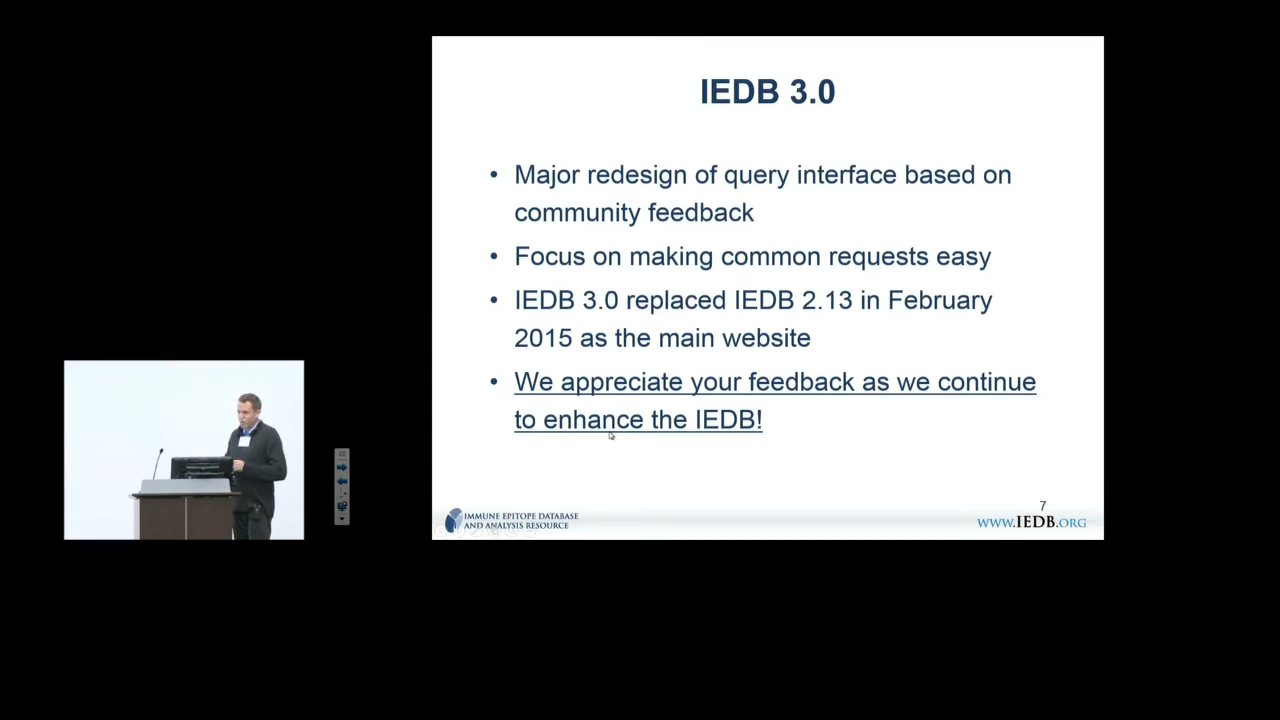 IEDB 3.0
• Major redesign of query interface based on
community feedback
• Focus on making common requests easy
• IEDB 3.0 replaced IEDB 2.13 in February
2015 as the main website
• We appreciate your feedback as we continue
to enhance the IEDB!
IMMUNE EPITOPE DATABASE
AND ANALYSIS RESOURCE
7
WWW.IEDB.ORG